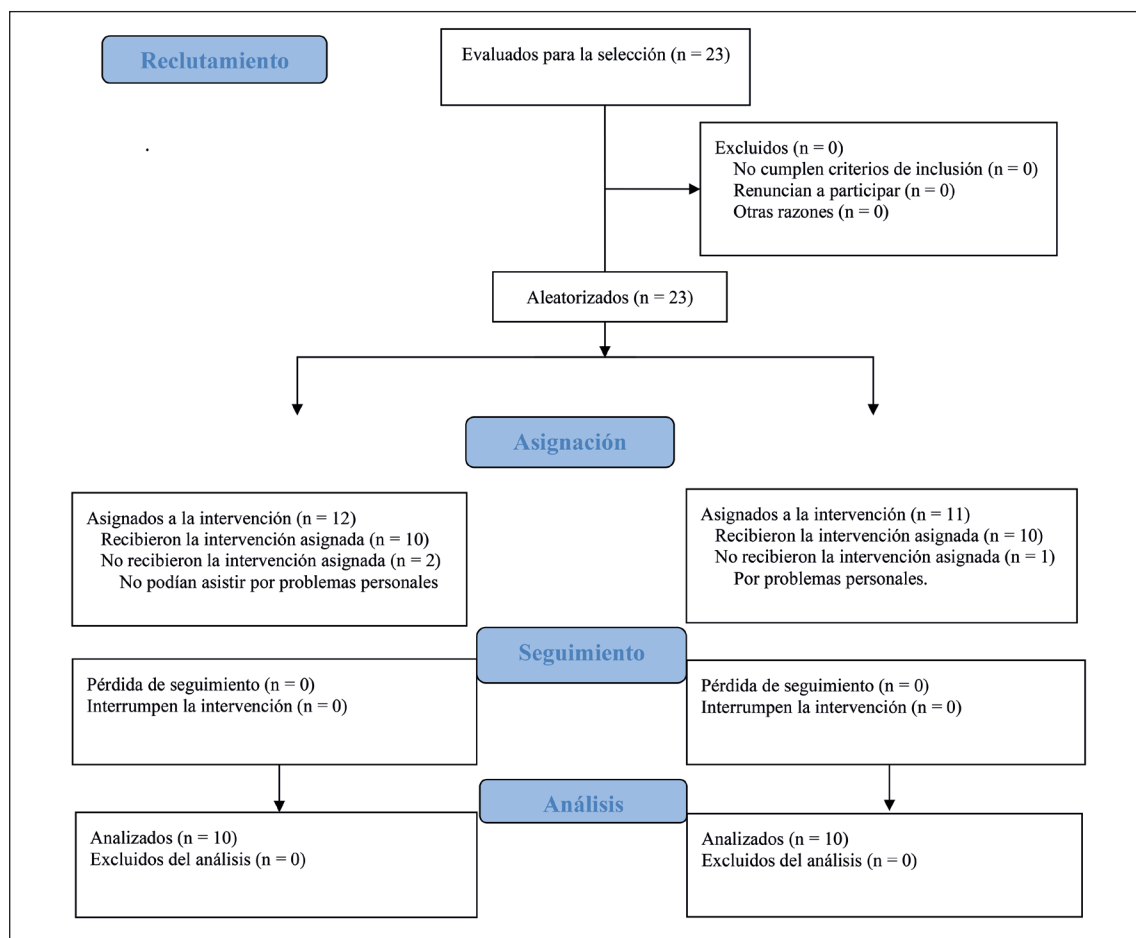 Reclutamiento
Evaluados para la selección (n = 23)
Excluidos (n = 0)
No cumplen criterios de inclusión (n = 0)
Renuncian a participar (n = 0)
Otras razones (n = 0)
Aleatorizados (n = 23)
Asignación
Asignados a la intervención (n = 12)
Recibieron la intervención asignada (n = 10)
No recibieron la intervención asignada (n = 2)
No podían asistir por problemas personales
Asignados a la intervención (n = 11)
Recibieron la intervención asignada (n = 10)
No recibieron la intervención asignada (n = 1)
Por problemas personales.
Seguimiento
Pérdida de seguimiento (n = 0)
Interrumpen la intervención (n = 0)
Pérdida de seguimiento (n = 0)
Interrumpen la intervención (n = 0)
Análisis
Analizados (n = 10)
Excluidos del análisis (n = 0)
Analizados (n = 10)
Excluidos del análisis (n = 0)